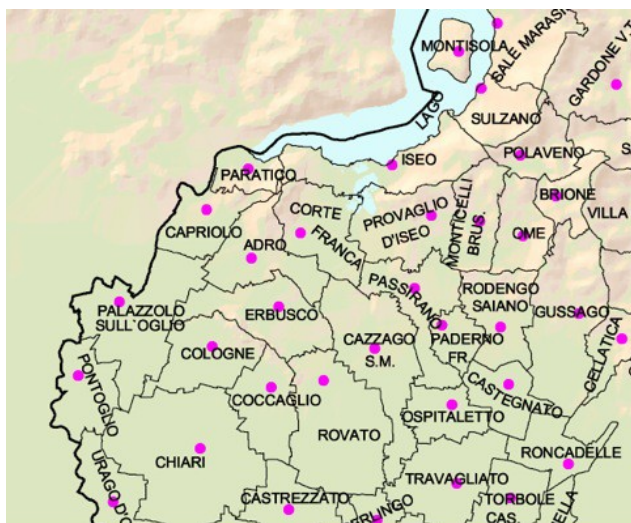 MONTISOLA
SALE MARASI
GARDONE V.T
LAGO
SULZANO
ISEO
POLAVENO
PARATICO
BRIONE
CAPRIOLO
CORTE
FRANCA
PROVAGLIO
D'ISEO
MONTICELLI
BRUS.
OME
VILLA
ADRO
PASSIRANO
RODENGO
SAIANO
GUSSAGO
PALAZZOLO
SULL`OGLIO
ERBUSCO
CAZZAGO
S.M.
PADERNO
FR.
CELLATICA
COLOGNE
PONTOGLIO
COCCAGLIO
ROVATO
CASTEGNATO
OSPITALETTO
CHIARI
RONCADELLE
URAGO D'O
CASTREZZATO
TRAVAGLIATO
TORBOLE
CAS.
ERLINGO
ELLA